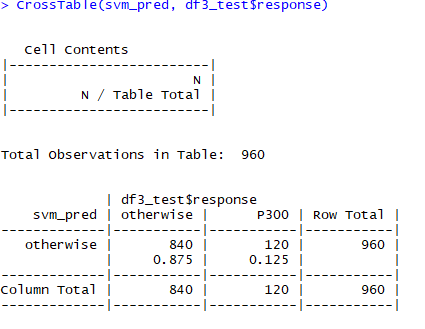 > CrossTable(svm_pred, df3_test$response)
Cell Contents
|-------------------------|
|                       N |
|         N / Table Total |
|-------------------------|
Total Observations in Table:  960
             | df3_test$response
    svm_pred | otherwise |      P300 | Row Total |
-------------|-----------|-----------|-----------|
   otherwise |       840 |       120 |       960 |
             |     0.875 |     0.125 |           |
-------------|-----------|-----------|-----------|
Column Total |       840 |       120 |       960 |
-------------|-----------|-----------|-----------|